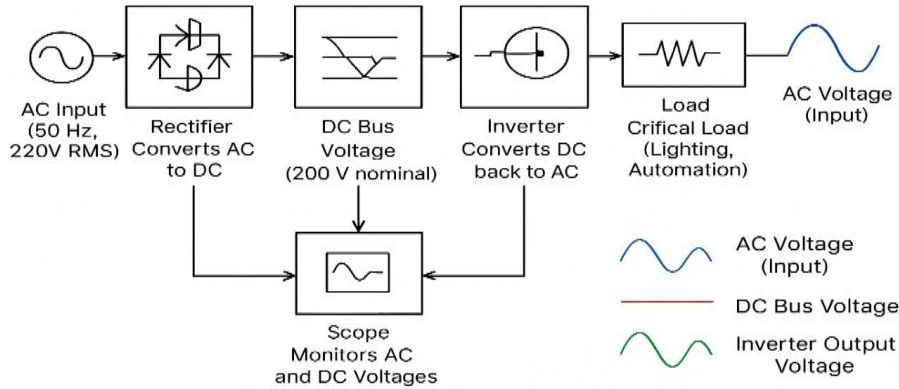 AC Input
(50 Hz,
220V RMS)
Rectifier
Converts AC
to DC
DC Bus
Voltage
(200 V nominal)
Inverter
Converts DC
back to AC
Load
Crifical Load
(Lighting,
Automation)
AC Voltage
(Input)
Scope
Monitors AC
and DC Voltages
AC Voltage
(Input)
DC Bus Voltage
Inverter Output
Voltage